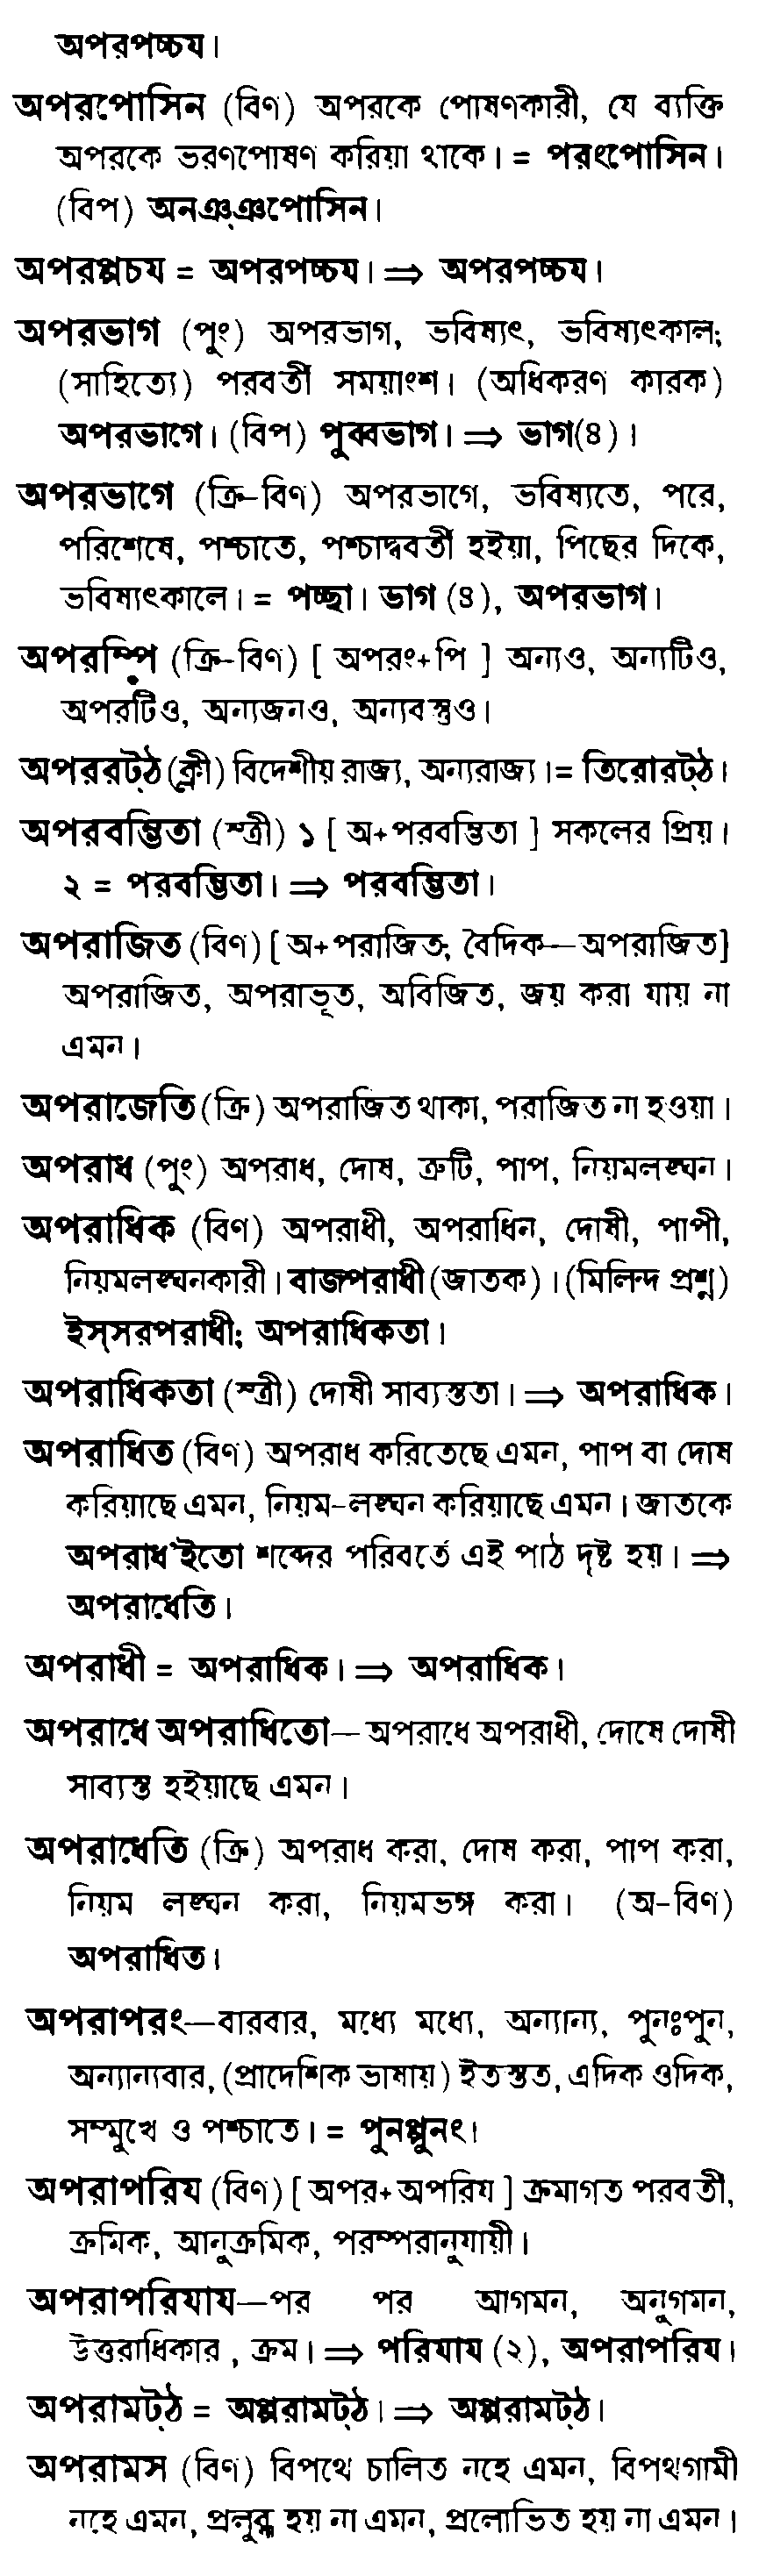 অপরপচ্চয।
অপরপোসিন (বিণ) অপরকে পোষণকারী, যে ব্যক্তি
অপরকে ভরণপোষণ করিয়া থাকে। = পরংপোসিন।
(বিপ) অনঞ্ঞপোসিন।
অপরপ্পচয = অপরপচ্চয। ⇒ অপরপচ্চয।
অপরভাগ (পুং) অপরভাগ, ভবিষ্যৎ, ভবিষ্যৎকাল;
(সাহিত্যে) পরবর্তী সময়াংশ। (অধিকরণ কারক)
অপরভাগে। (বিপ) পুব্বভাগ। ⇒ ভাগ(৪)।
অপরভাগে (ক্রি-বিণ) অপরভাগে, ভবিষ্যতে, পরে,
পরিশেষে, পশ্চাতে, পশ্চাদ্বর্তী হইয়া, পিছের দিকে,
ভবিষ্যৎকালে। = পচ্ছা। ভাগ (৪), অপরভাগ।
অপরম্পি (ক্রি-বিণ) [ অপরং+পি ] অন্যও, অন্যটিও,
অপরটিও, অন্যজনও, অন্যবস্তুও।
অপররট্ঠ (ক্লী) বিদেশীয় রাজ্য, অন্যরাজ্য।= তিরোরট্ঠ।
অপরবম্ভিতা (স্ত্রী) ১ [ অ+পরবম্ভিতা ] সকলের প্রিয়।
২ = পরবম্ভিতা। ⇒ পরবম্ভিতা।
অপরাজিত (বিণ) [ অ+পরাজিত; বৈদিক—অপরাজিত]
অপরাজিত, অপরাভূত, অবিজিত, জয় করা যায় না
এমন।
অপরাজেতি (ক্রি) অপরাজিত থাকা, পরাজিত না হওয়া।
অপরাধ (পুং) অপরাধ, দোষ, ত্রুটি, পাপ, নিয়মলঙ্ঘন।
অপরাধিক (বিণ) অপরাধী, অপরাধিন, দোষী, পাপী,
নিয়মলঙ্ঘনকারী। বাজপরাধী (জাতক)। (মিলিন্দ প্রশ্ন)
ইস্সরপরাধী; অপরাধিকতা।
অপরাধিকতা (স্ত্রী) দোষী সাব্যস্ততা। ⇒ অপরাধিক।
অপরাধিত (বিণ) অপরাধ করিতেছে এমন, পাপ বা দোষ
করিয়াছে এমন, নিয়ম-লঙ্ঘন করিয়াছে এমন। জাতকে
অপরাধ'ইতো শব্দের পরিবর্তে এই পাঠ দৃষ্ট হয়। ⇒
অপরাধেতি।
অপরাধী = অপরাধিক। ⇒ অপরাধিক।
অপরাধে অপরাধিতো— অপরাধে অপরাধী, দোষে দোষী
সাব্যস্ত হইয়াছে এমন।
অপরাধেতি (ক্রি) অপরাধ করা, দোষ করা, পাপ করা,
নিয়ম লঙ্ঘন করা, নিয়মভঙ্গ করা। (অ-বিণ)
অপরাধিত।
অপরাপরং—বারবার, মধ্যে মধ্যে, অন্যান্য, পুনঃপুন,
অন্যান্যবার, (প্রাদেশিক ভাষায়) ইতস্তত, এদিক ওদিক,
সম্মুখে ও পশ্চাতে। = পুনপ্পুনং।
অপরাপরিয (বিণ) [ অপর+অপরিয ] ক্রমাগত পরবর্তী,
ক্রমিক, আনুক্রমিক, পরম্পরানুযায়ী।
অপরাপরিযায—পর পর আগমন, অনুগমন,
উত্তরাধিকার , ক্রম। ⇒ পরিযায (২), অপরাপরিয।
অপরামট্ঠ = অপ্পরামট্ঠ। ⇒ অপ্পরামট্ঠ।
অপরামস (বিণ) বিপথে চালিত নহে এমন, বিপথগামী
নহে এমন, প্রলুব্ধ হয় না এমন, প্রলোভিত হয় না এমন।